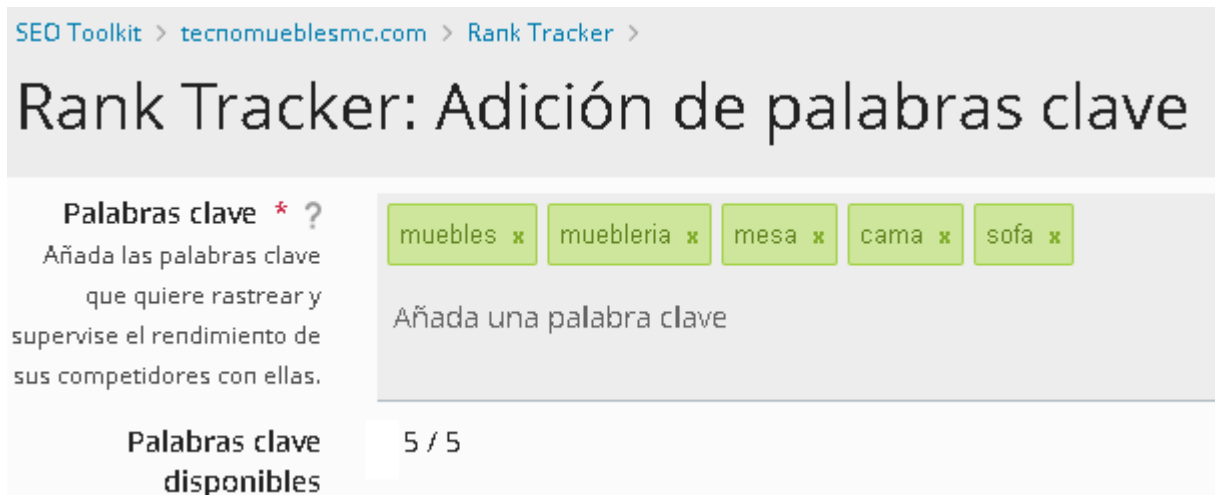 SEO Toolkit > tecnomueblesmc.com > Rank Tracker >
Rank Tracker: Adición de palabras clave
Palabras clave * ?
Añada las palabras clave
que quiere rastrear y
supervise el rendimiento de
sus competidores con ellas.
muebles x muebleria x mesa x cama x sofa x
Añada una palabra clave
Palabras clave
disponibles
5 / 5